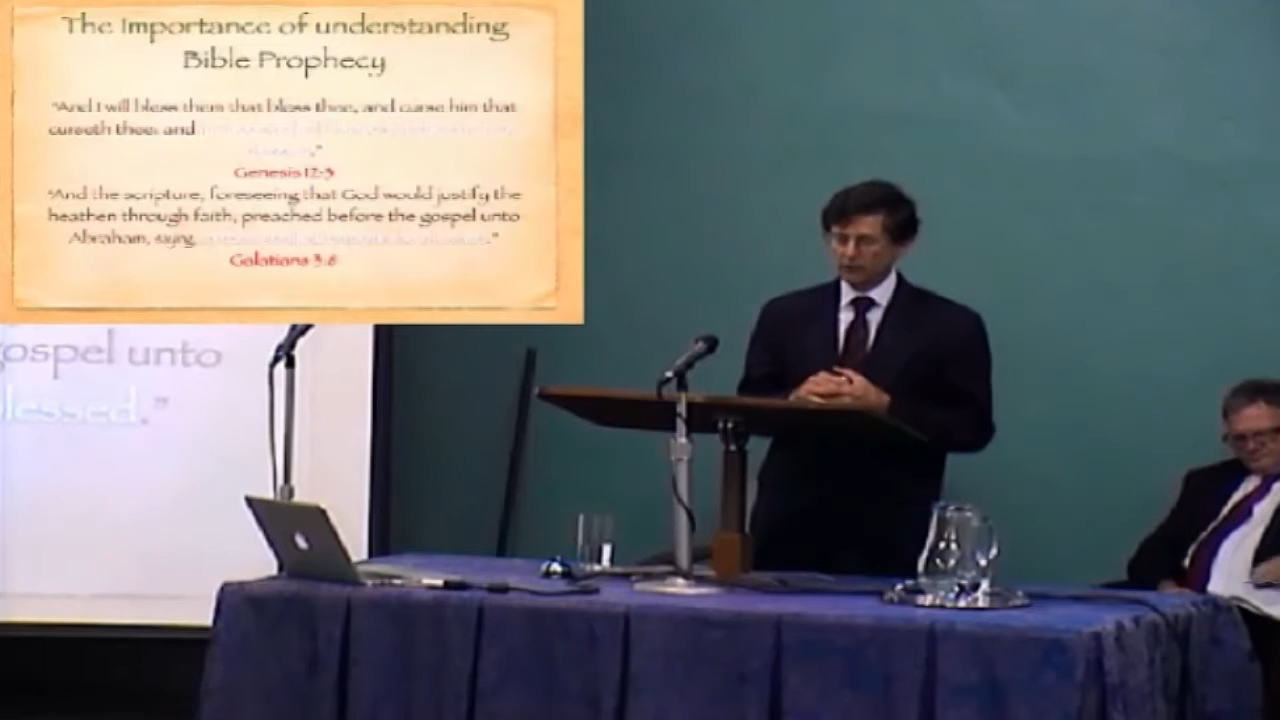 The Importance of understanding
Bible Prophecy
"And I will bless them that bless thee, and curse him that
curseth thee: and
."
Genesis 12:3
"And the scripture, foreseeing that God would justify the
heathen through faith, preached before the gospel unto
Abraham, saying, ."
Galatians 3:8
gospel unto
blessed."